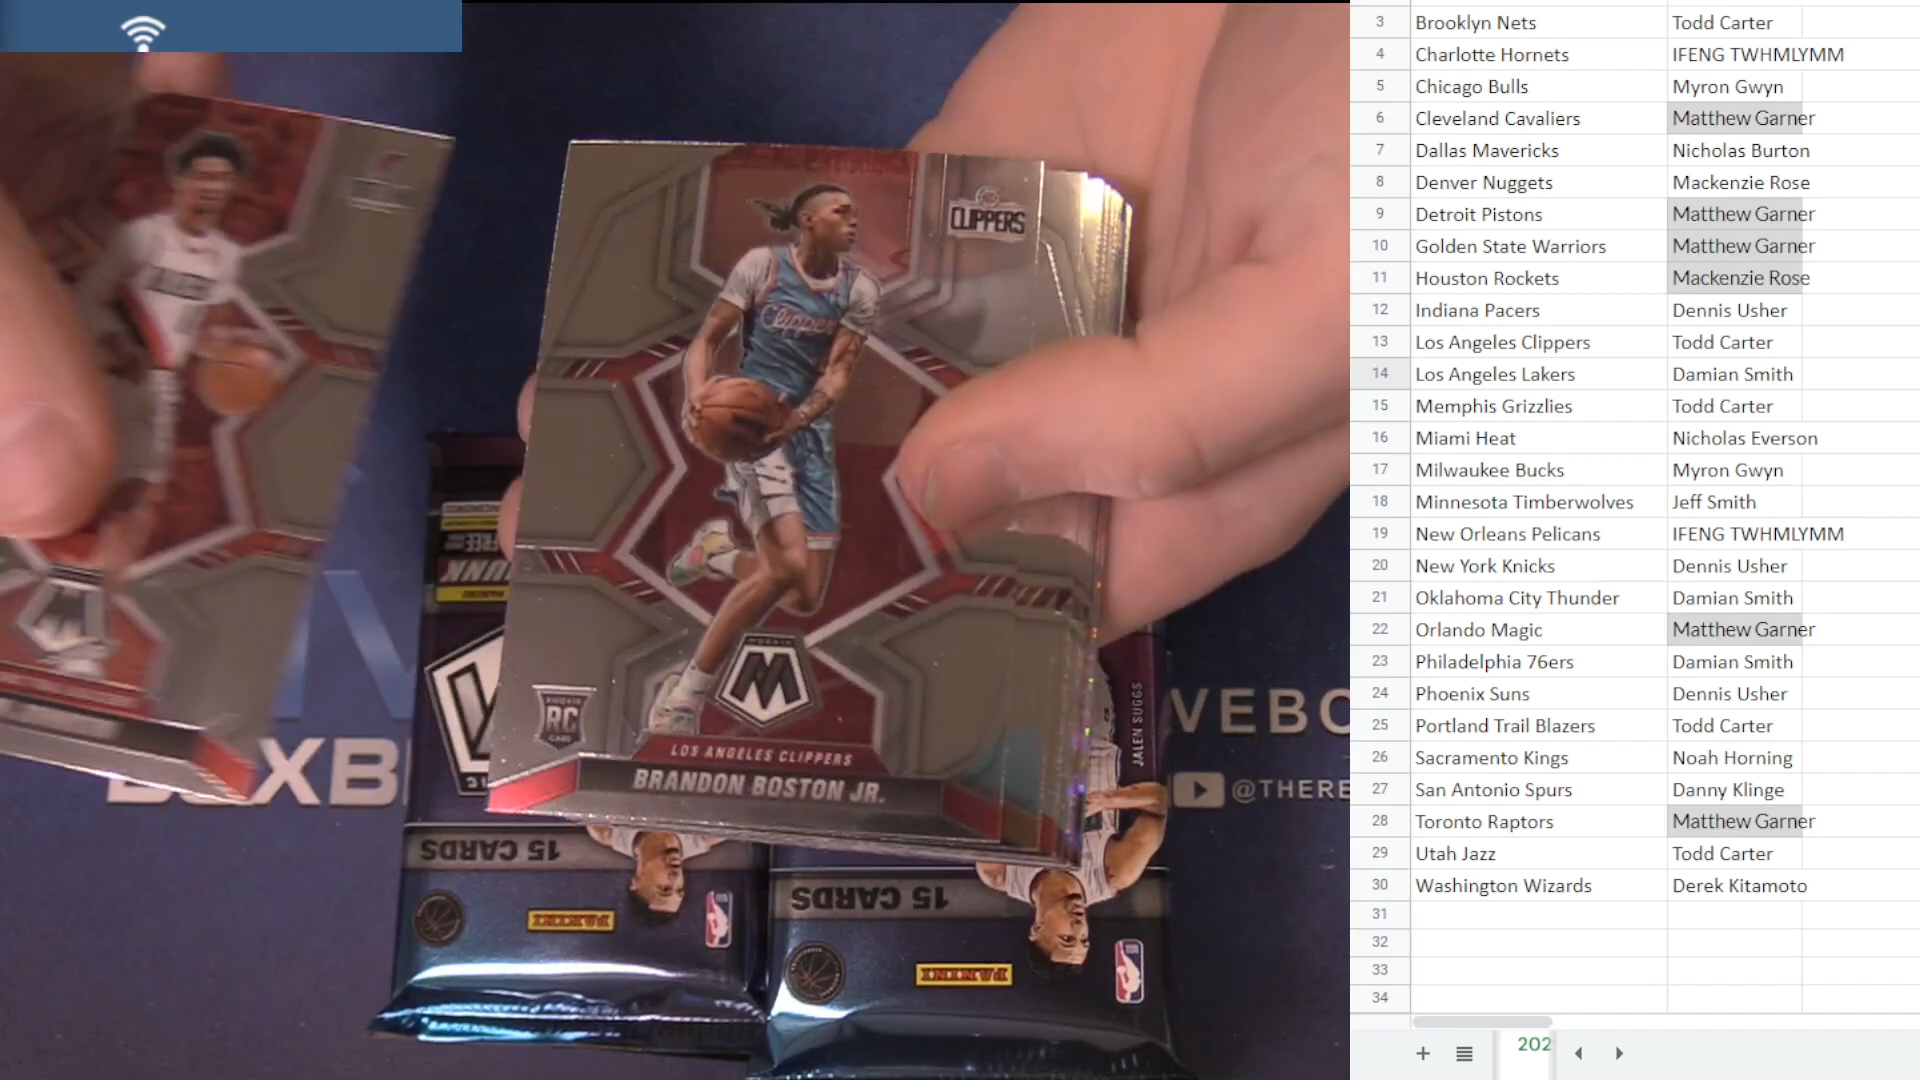 CLIPPERS
Clippers
MOSAIC
M
ROOKIE
RC
CARD
LOS ANGELES CLIPPERS
BRANDON BOSTON JR.
JALEN SUGGS
15 CARDS
15 CARDS
PANINI
PANINI
VEBO
@THERE
XB
3 Brooklyn Nets Todd Carter
4 Charlotte Hornets IFENG TWHMLYMM
5 Chicago Bulls Myron Gwyn
6 Cleveland Cavaliers Matthew Garner
7 Dallas Mavericks Nicholas Burton
8 Denver Nuggets Mackenzie Rose
9 Detroit Pistons Matthew Garner
10 Golden State Warriors Matthew Garner
11 Houston Rockets Mackenzie Rose
12 Indiana Pacers Dennis Usher
13 Los Angeles Clippers Todd Carter
14 Los Angeles Lakers Damian Smith
15 Memphis Grizzlies Todd Carter
16 Miami Heat Nicholas Everson
17 Milwaukee Bucks Myron Gwyn
18 Minnesota Timberwolves Jeff Smith
19 New Orleans Pelicans IFENG TWHMLYMM
20 New York Knicks Dennis Usher
21 Oklahoma City Thunder Damian Smith
22 Orlando Magic Matthew Garner
23 Philadelphia 76ers Damian Smith
24 Phoenix Suns Dennis Usher
25 Portland Trail Blazers Todd Carter
26 Sacramento Kings Noah Horning
27 San Antonio Spurs Danny Klinge
28 Toronto Raptors Matthew Garner
29 Utah Jazz Todd Carter
30 Washington Wizards Derek Kitamoto
31
32
33
34
202